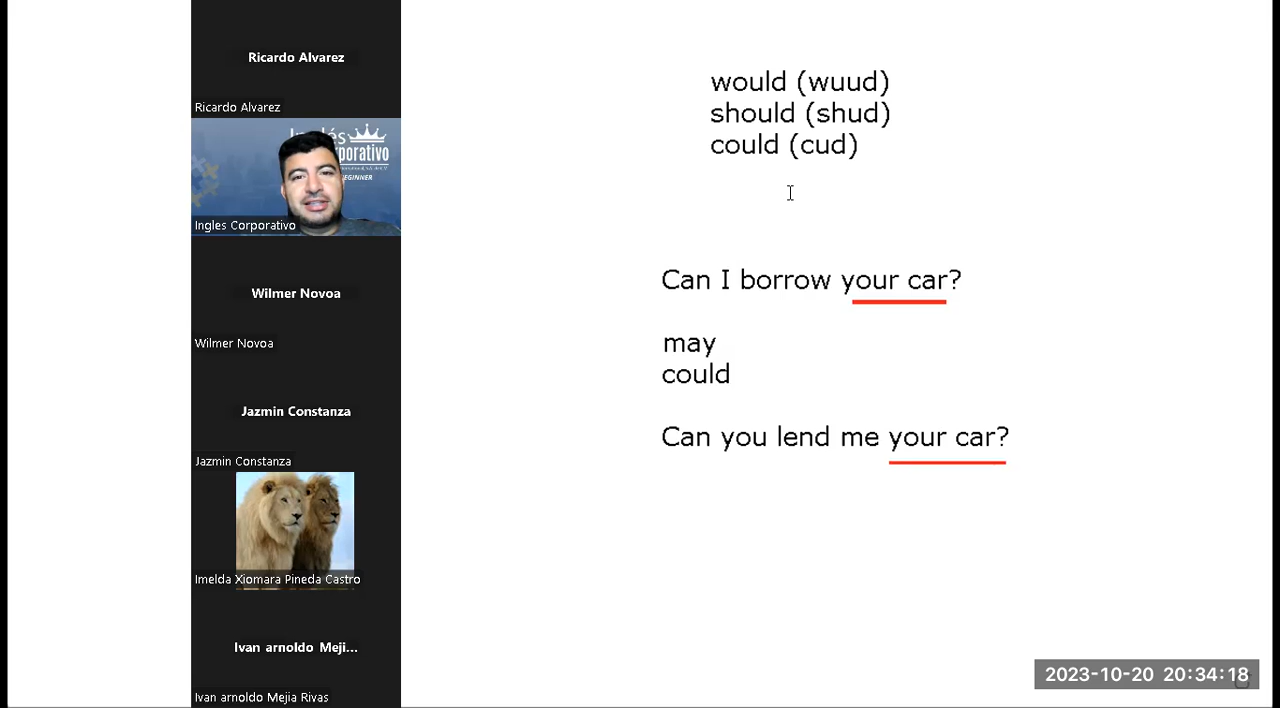 Ricardo Alvarez
Ricardo Alvarez
Inglés
BEGINNER
Ingles Corporativo
Wilmer Novoa
Wilmer Novoa
Jazmin Constanza
Jazmin Constanza
Imelda Xiomara Pineda Castro
Ivan arnoldo Meji...
Ivan arnoldo Mejia Rivas
would (wuud)
should (shud)
could (cud)
Can I borrow your car?
may
could
Can you lend me your car?
2023-10-20 20:34:18